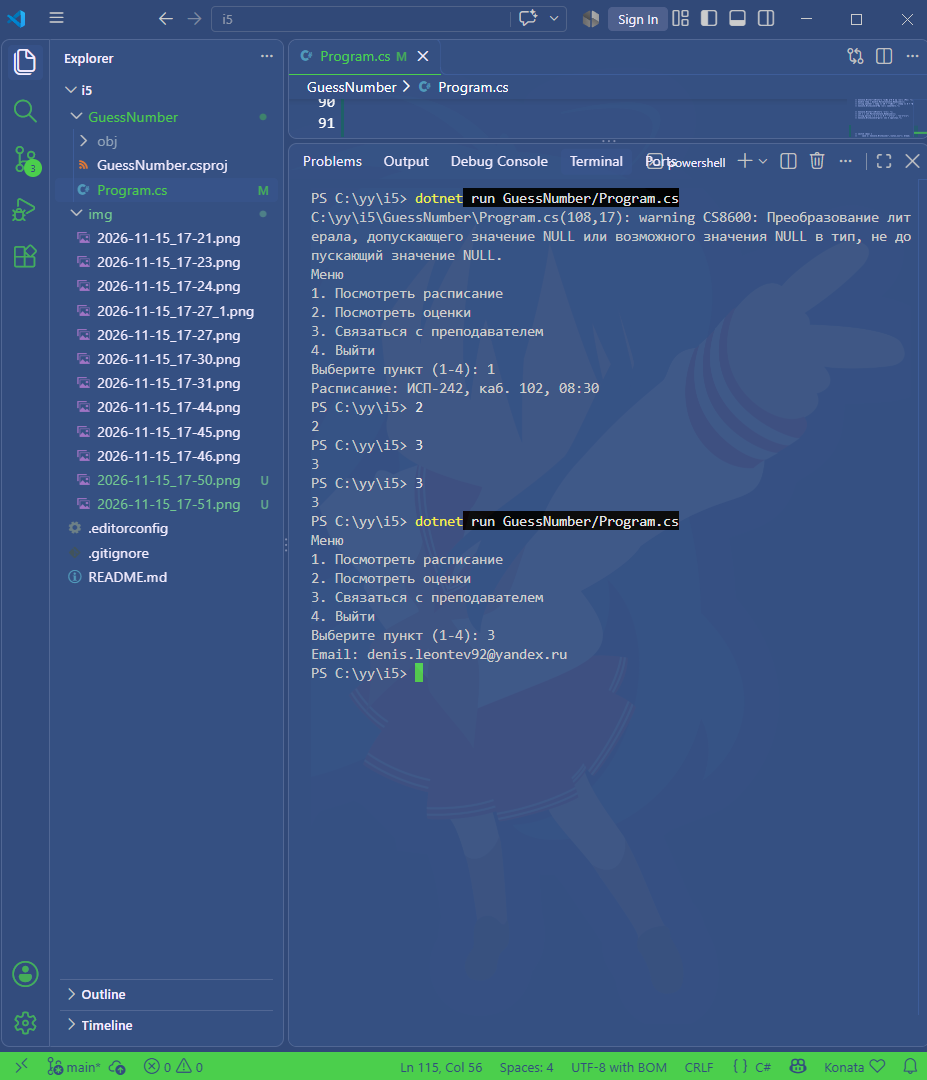 i5
Sign In
Explorer
i5
GuessNumber
obj
GuessNumber.csproj
Program.cs M
img
2026-11-15_17-21.png
2026-11-15_17-23.png
2026-11-15_17-24.png
2026-11-15_17-27_1.png
2026-11-15_17-27.png
2026-11-15_17-30.png
2026-11-15_17-31.png
2026-11-15_17-44.png
2026-11-15_17-45.png
2026-11-15_17-46.png
2026-11-15_17-50.png U
2026-11-15_17-51.png U
.editorconfig
.gitignore
README.md
Outline
Timeline
3
Program.cs M
GuessNumber > Program.cs
90
91
Problems Output Debug Console Terminal Ports powershell
PS C:\yy\i5> dotnet run GuessNumber/Program.cs
C:\yy\i5\GuessNumber\Program.cs(108,17): warning CS8600: Преобразование лит
ерала, допускающего значение NULL или возможного значения NULL в тип, не до
пускающий значение NULL.
Меню
1. Посмотреть расписание
2. Посмотреть оценки
3. Связаться с преподавателем
4. Выйти
Выберите пункт (1-4): 1
Расписание: ИСП-242, каб. 102, 08:30
PS C:\yy\i5> 2
2
PS C:\yy\i5> 3
3
PS C:\yy\i5> 3
3
PS C:\yy\i5> dotnet run GuessNumber/Program.cs
Меню
1. Посмотреть расписание
2. Посмотреть оценки
3. Связаться с преподавателем
4. Выйти
Выберите пункт (1-4): 3
Email: denis.leontev92@yandex.ru
PS C:\yy\i5>
main* 0 0 Ln 115, Col 56 Spaces: 4 UTF-8 with BOM CRLF { } C# Konata